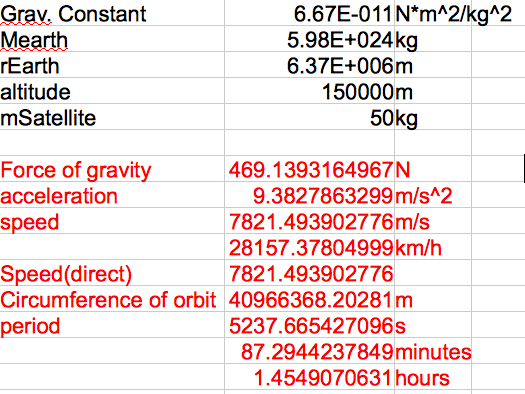 Grav. Constant 6.67E-011 N*m^2/kg^2
Mearth 5.98E+024 kg
rEarth 6.37E+006 m
altitude 150000 m
mSatellite 50 kg
Force of gravity 469.1393164967 N
acceleration 9.3827863299 m/s^2
speed 7821.493902776 m/s
28157.37804999 km/h
Speed(direct) 7821.493902776
Circumference of orbit 40966368.20281 m
period 5237.665427096 s
87.2944237849 minutes
1.4549070631 hours